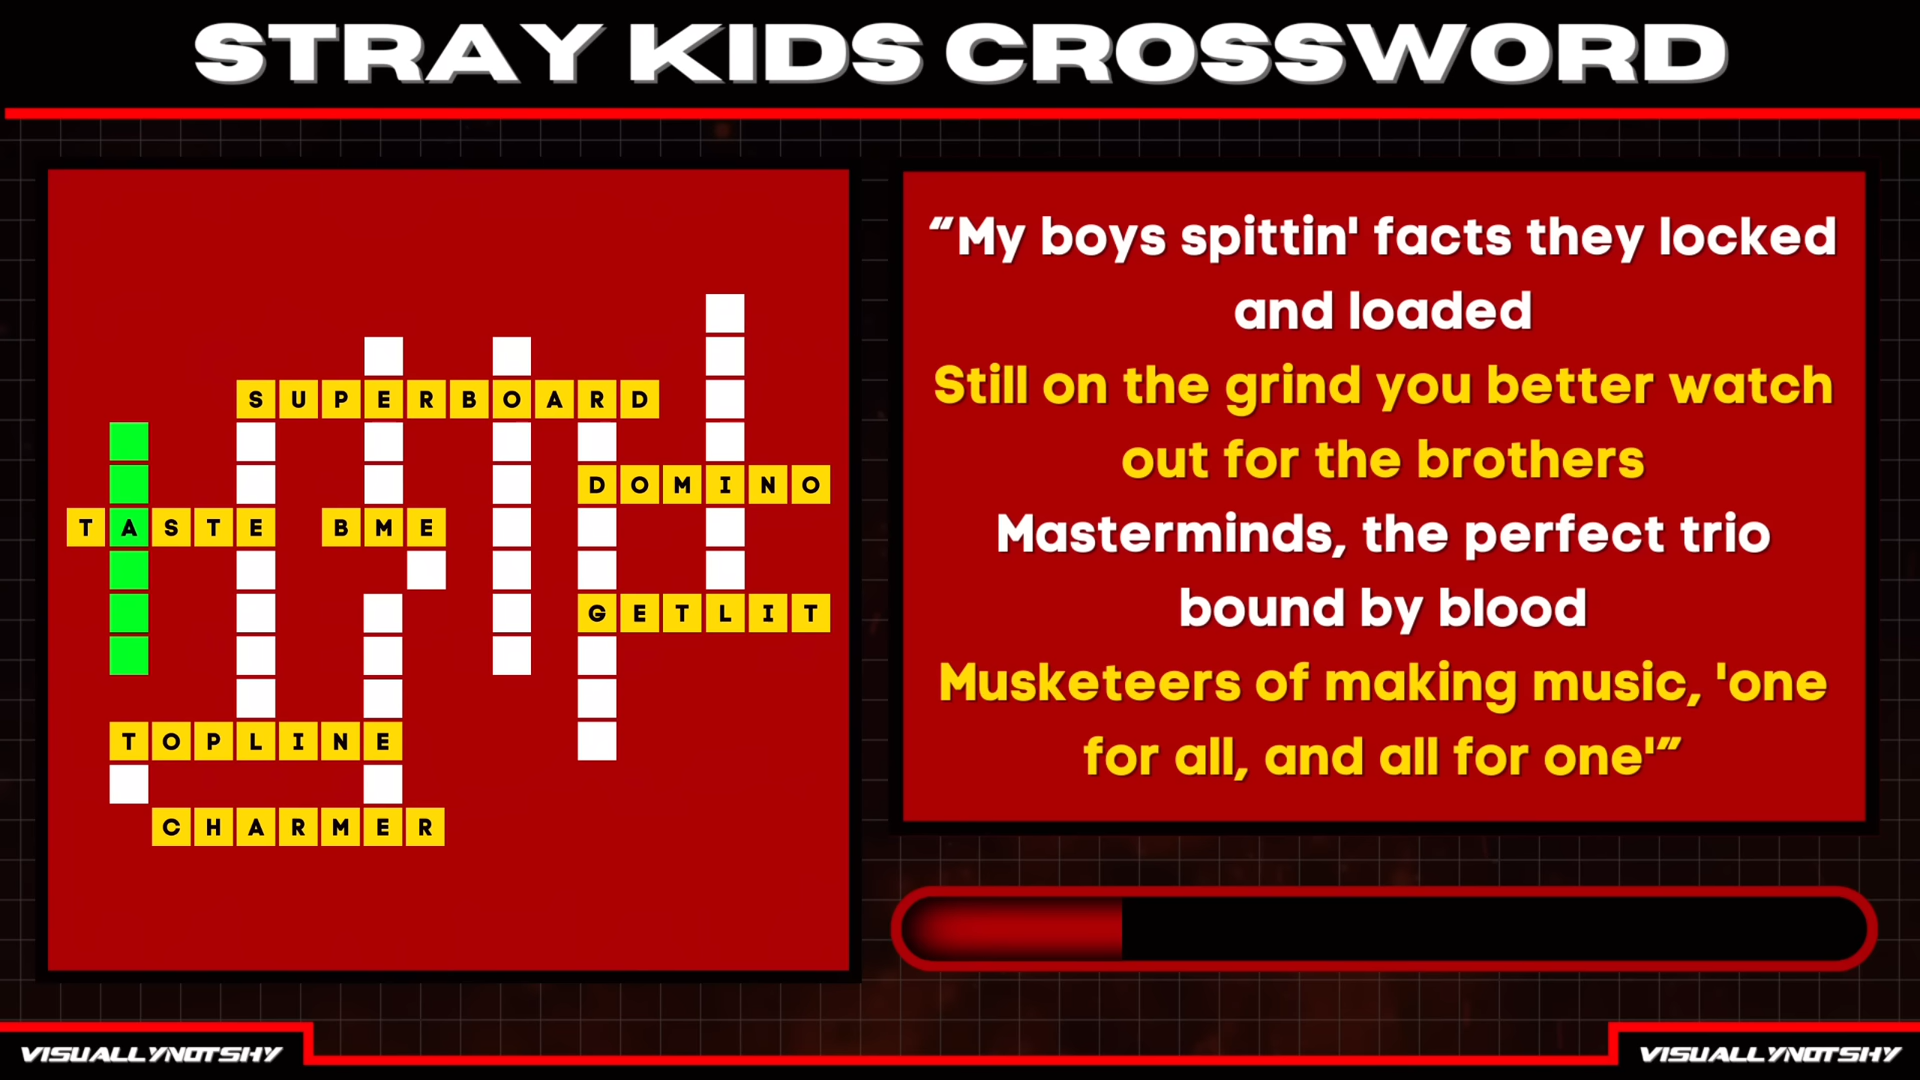 STRAY KIDS CROSSWORD
SUPERBOARD
DOMINO
TASTE BME
GETLIT
TOPLINE
CHARMER
“My boys spittin' facts they locked
and loaded
Still on the grind you better watch
out for the brothers
Masterminds, the perfect trio
bound by blood
Musketeers of making music, 'one
for all, and all for one'”
VISUALLYNOTSHY
VISUALLYNOTSHY